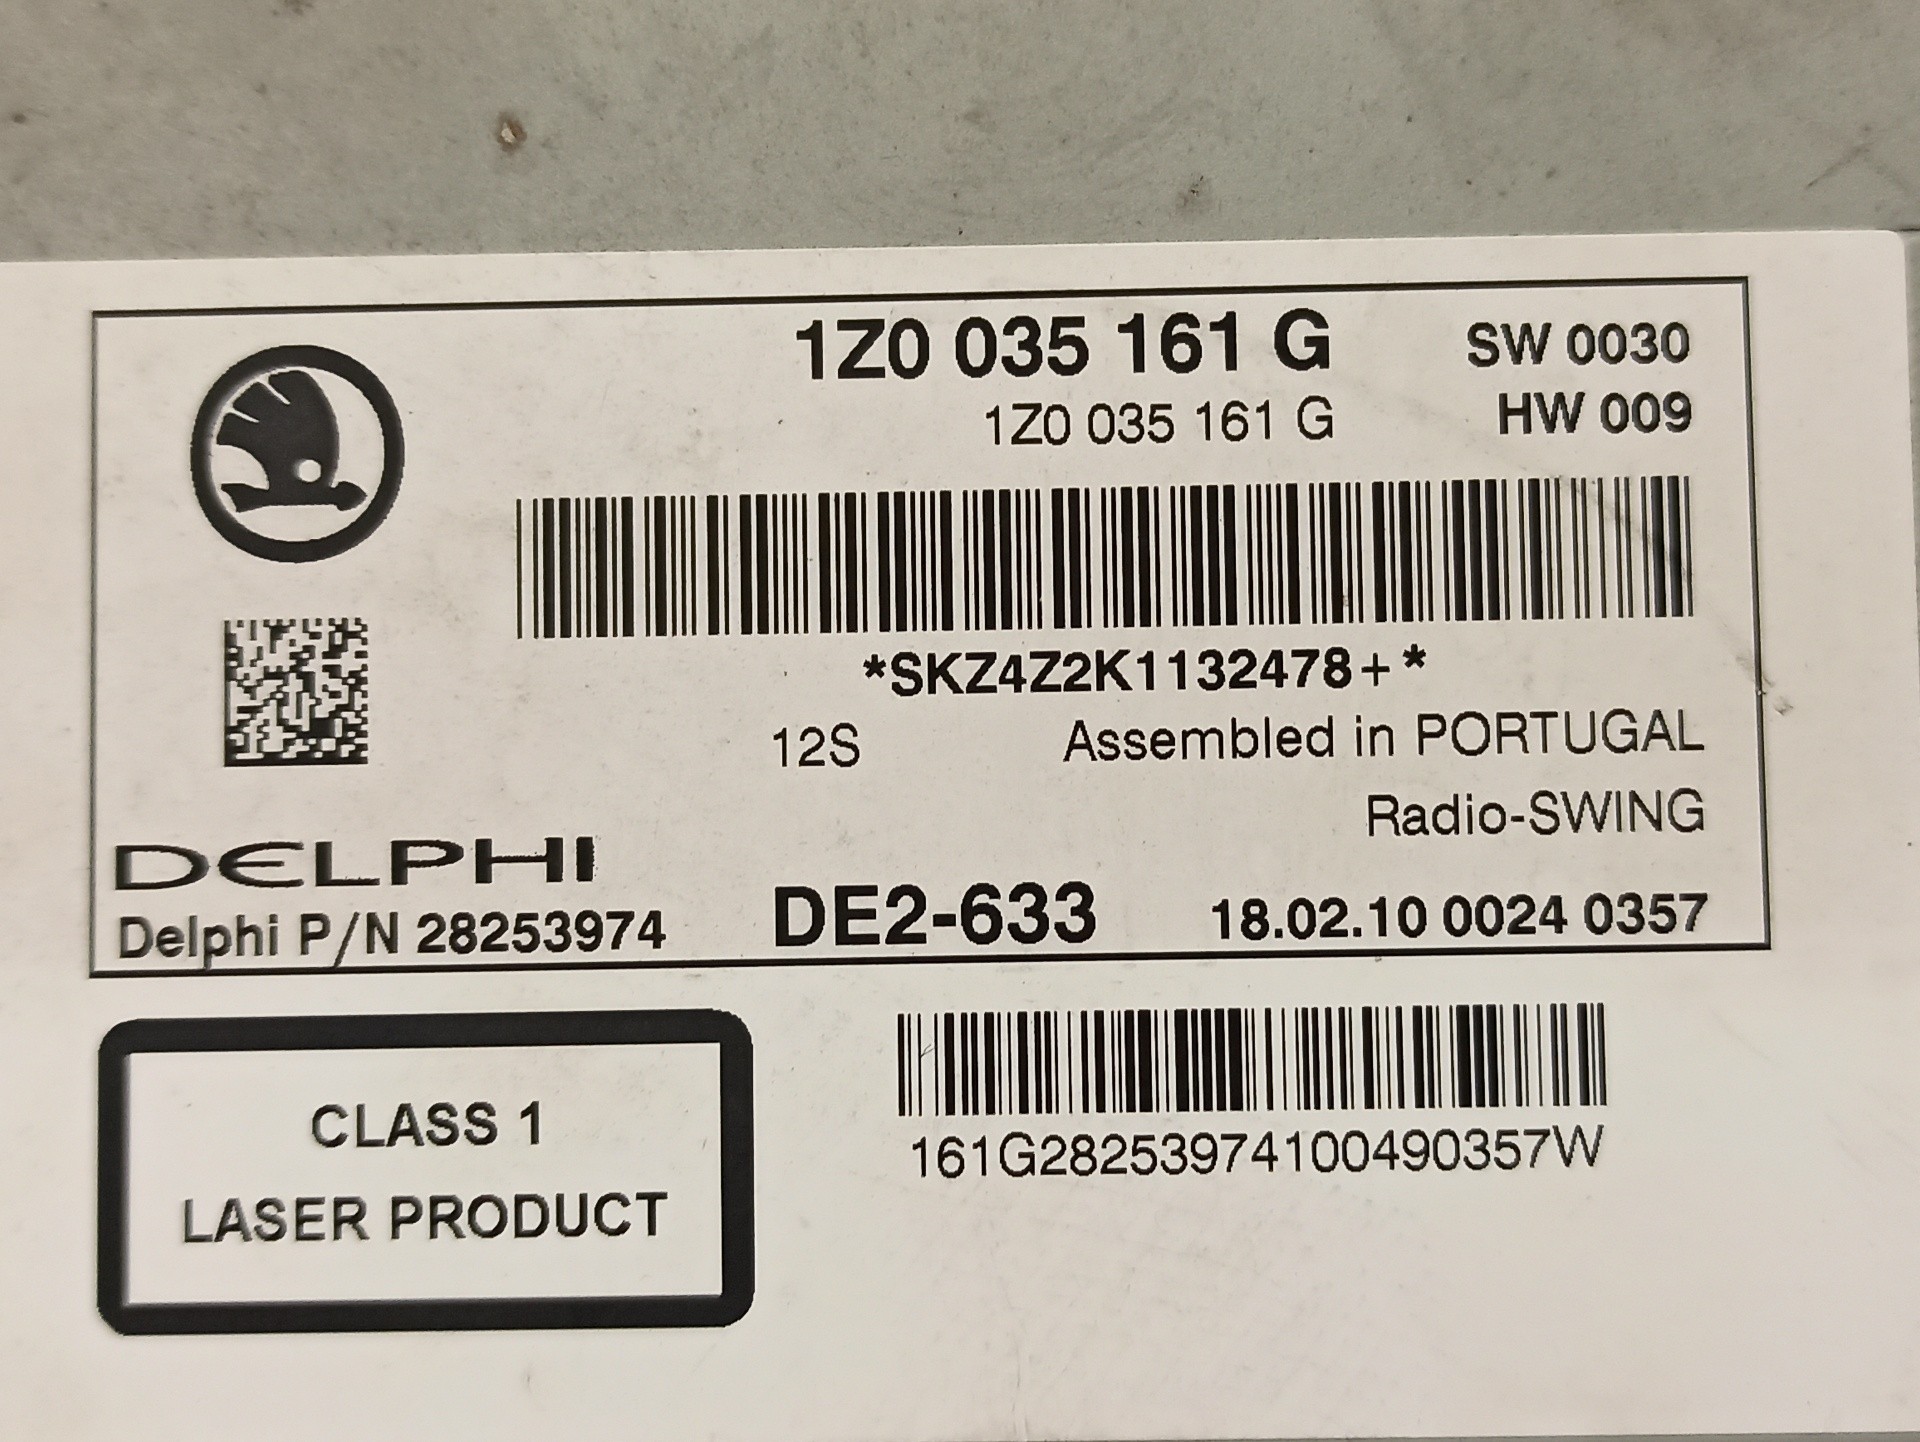 1Z0 035 161 G SW 0030
1Z0 035 161 G HW 009
*SKZ4Z2K1132478+*
12S Assembled in PORTUGAL
Radio-SWING
DELPHI
Delphi P/N 28253974 DE2-633 18.02.10 0024 0357
CLASS 1
LASER PRODUCT
161G28253974100490357W